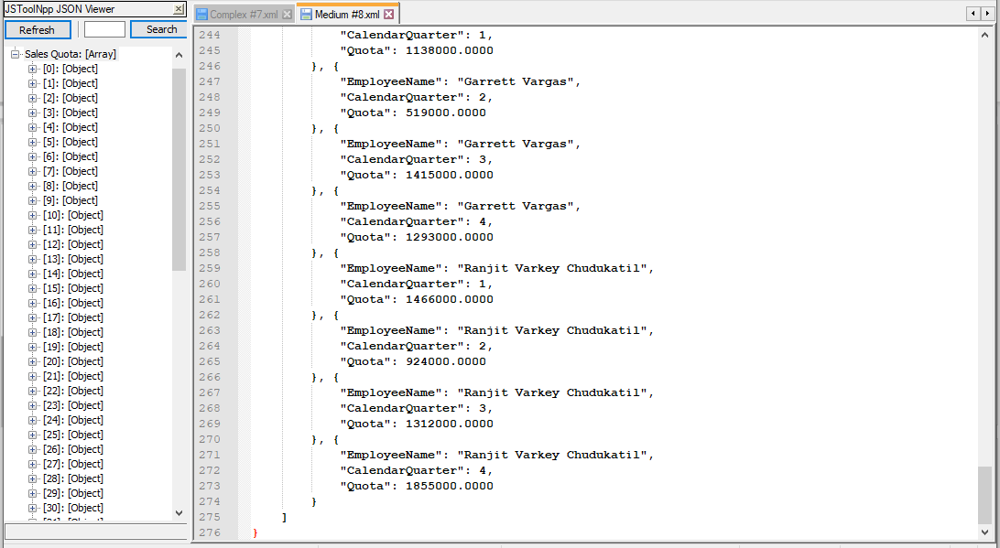 JSToolNpp JSON Viewer
Refresh
Search
Sales Quota: [Array]
[0]: [Object]
[1]: [Object]
[2]: [Object]
[3]: [Object]
[4]: [Object]
[5]: [Object]
[6]: [Object]
[7]: [Object]
[8]: [Object]
[9]: [Object]
[10]: [Object]
[11]: [Object]
[12]: [Object]
[13]: [Object]
[14]: [Object]
[15]: [Object]
[16]: [Object]
[17]: [Object]
[18]: [Object]
[19]: [Object]
[20]: [Object]
[21]: [Object]
[22]: [Object]
[23]: [Object]
[24]: [Object]
[25]: [Object]
[26]: [Object]
[27]: [Object]
[28]: [Object]
[29]: [Object]
[30]: [Object]
Complex #7.xml
Medium #8.xml
244 "CalendarQuarter": 1,
245 "Quota": 1138000.0000
246 }, {
247 "EmployeeName": "Garrett Vargas",
248 "CalendarQuarter": 2,
249 "Quota": 519000.0000
250 }, {
251 "EmployeeName": "Garrett Vargas",
252 "CalendarQuarter": 3,
253 "Quota": 1415000.0000
254 }, {
255 "EmployeeName": "Garrett Vargas",
256 "CalendarQuarter": 4,
257 "Quota": 1293000.0000
258 }, {
259 "EmployeeName": "Ranjit Varkey Chudukatil",
260 "CalendarQuarter": 1,
261 "Quota": 1466000.0000
262 }, {
263 "EmployeeName": "Ranjit Varkey Chudukatil",
264 "CalendarQuarter": 2,
265 "Quota": 924000.0000
266 }, {
267 "EmployeeName": "Ranjit Varkey Chudukatil",
268 "CalendarQuarter": 3,
269 "Quota": 1312000.0000
270 }, {
271 "EmployeeName": "Ranjit Varkey Chudukatil",
272 "CalendarQuarter": 4,
273 "Quota": 1855000.0000
274 }
275 ]
276 }